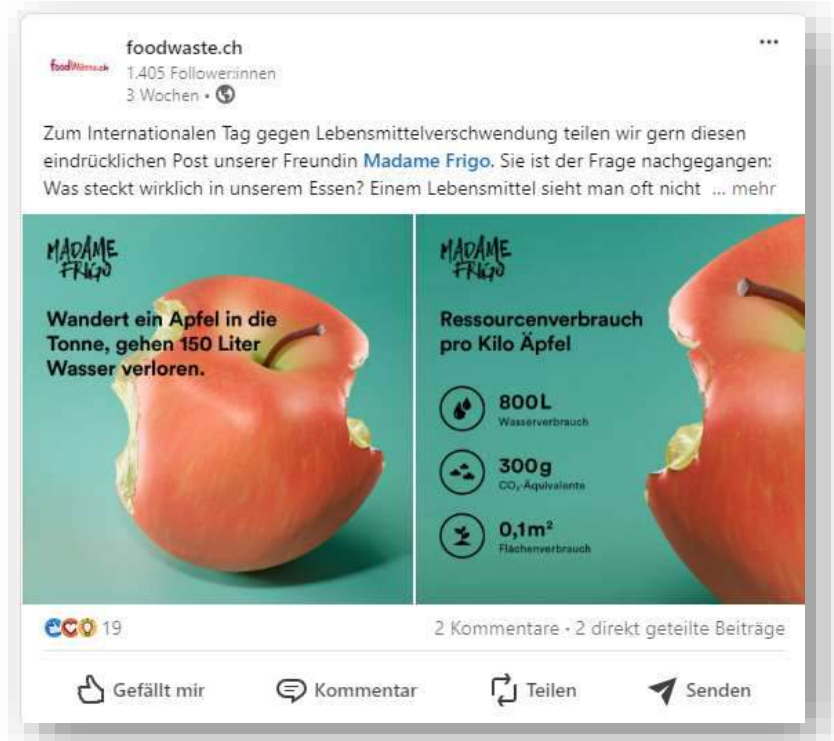 foodwaste.ch
foodwaste.ch
1.405 Follower:innen
3 Wochen •
Zum Internationalen Tag gegen Lebensmittelverschwendung teilen wir gern diesen
eindrücklichen Post unserer Freundin Madame Frigo. Sie ist der Frage nachgegangen:
Was steckt wirklich in unserem Essen? Einem Lebensmittel sieht man oft nicht ... mehr
MADAME
FRIGO
Wandert ein Apfel in die
Tonne, gehen 150 Liter
Wasser verloren.
MADAME
FRIGO
Ressourcenverbrauch
pro Kilo Äpfel
800L
Wasserverbrauch
300g
CO₂-Äquivalente
0,1m²
Flächenverbrauch
19
2 Kommentare • 2 direkt geteilte Beiträge
Gefällt mir
Kommentar
Teilen
Senden